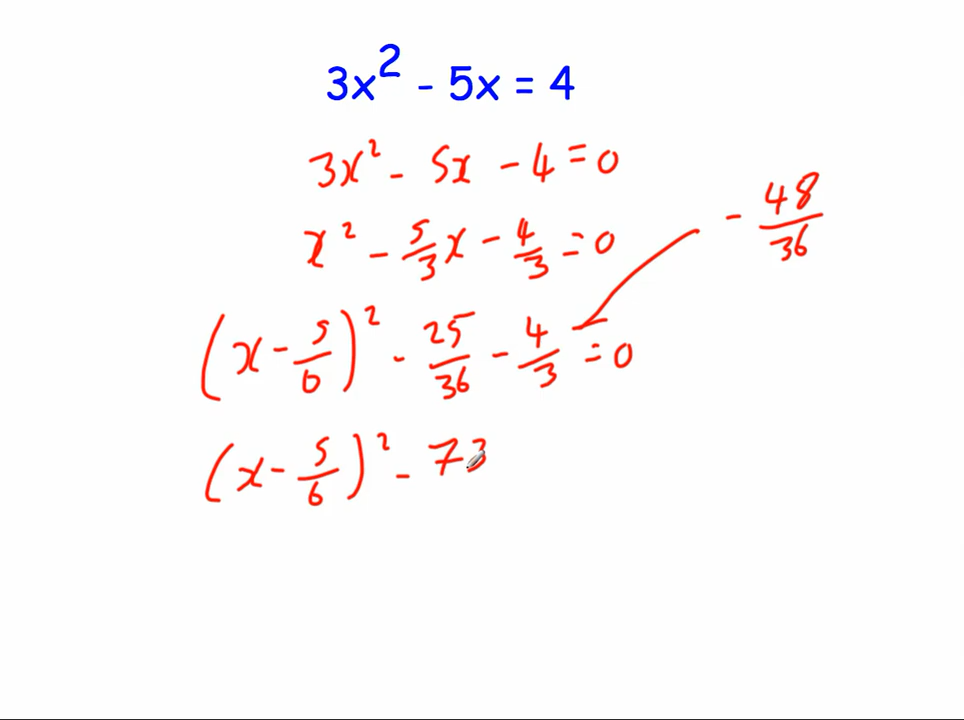 3x² - 5x = 4
3x² - 5x - 4 = 0
x² - 5/3 x - 4/3 = 0
- 48/36
(x - 5/6)² - 25/36 - 4/3 = 0
(x - 5/6)² - 73